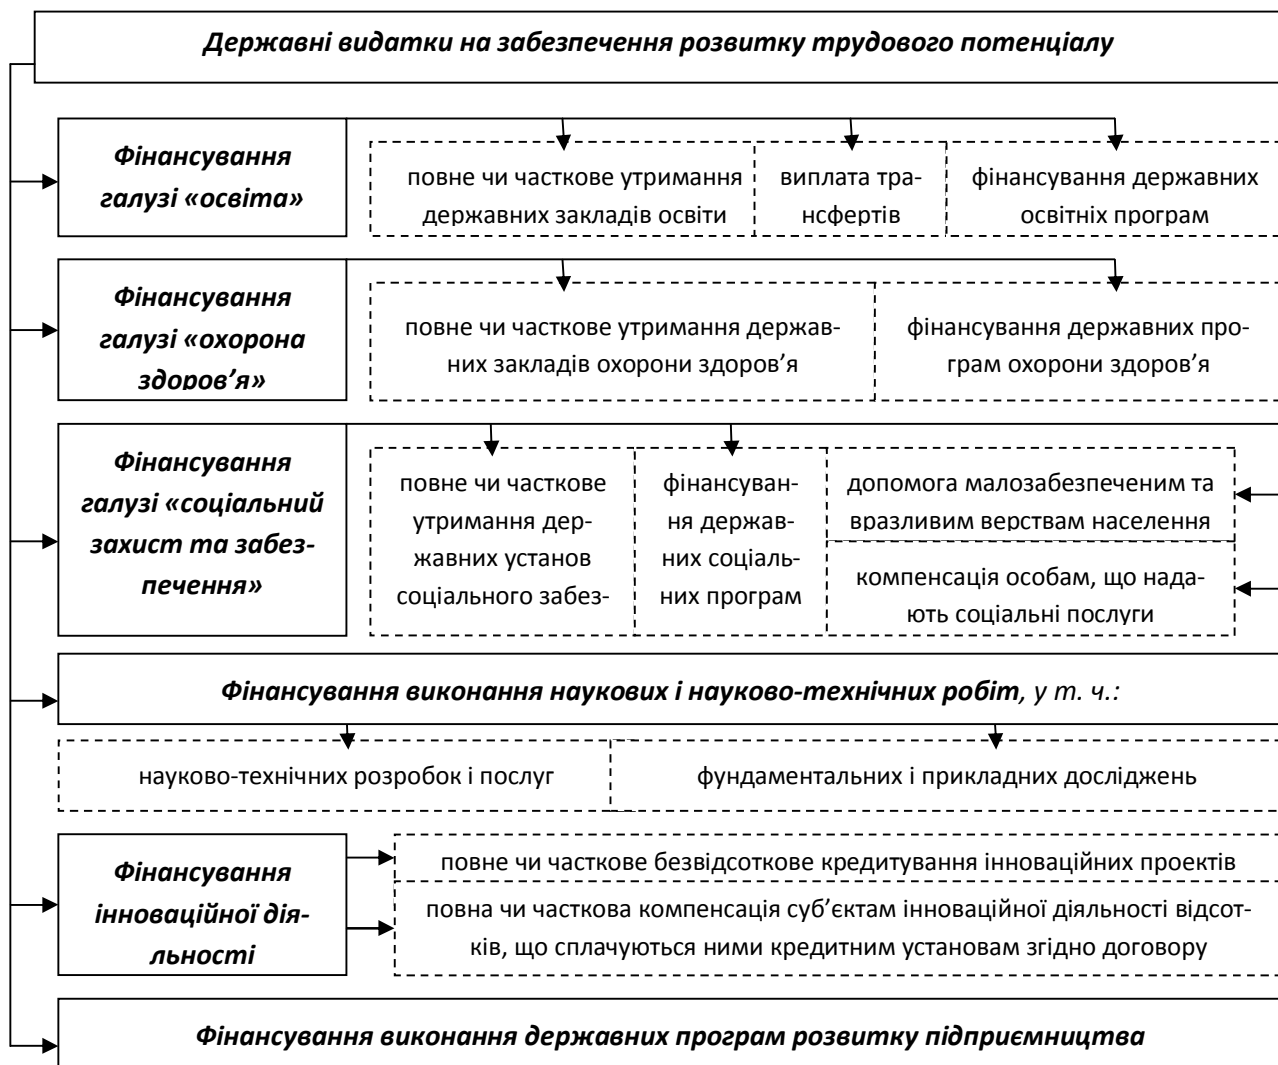 Державні видатки на забезпечення розвитку трудового потенціалу
Фінансування
галузі «освіта»
повне чи часткове утримання
державних закладів освіти
виплата тра-
нсфертів
фінансування державних
освітніх програм
Фінансування
галузі «охорона
здоров’я»
повне чи часткове утримання держав-
них закладів охорони здоров’я
фінансування державних про-
грам охорони здоров’я
Фінансування
галузі «соціальний
захист та забез-
печення»
повне чи часткове
утримання дер-
жавних установ
соціального забез-
фінансуван-
ня держав-
них соціаль-
них програм
допомога малозабезпеченим та
вразливим верствам населення
компенсація особам, що нада-
ють соціальні послуги
Фінансування виконання наукових і науково-технічних робіт, у т. ч.:
науково-технічних розробок і послуг
фундаментальних і прикладних досліджень
Фінансування
інноваційної дія-
льності
повне чи часткове безвідсоткове кредитування інноваційних проектів
повна чи часткова компенсація суб’єктам інноваційної діяльності відсот-
ків, що сплачуються ними кредитним установам згідно договору
Фінансування виконання державних програм розвитку підприємництва